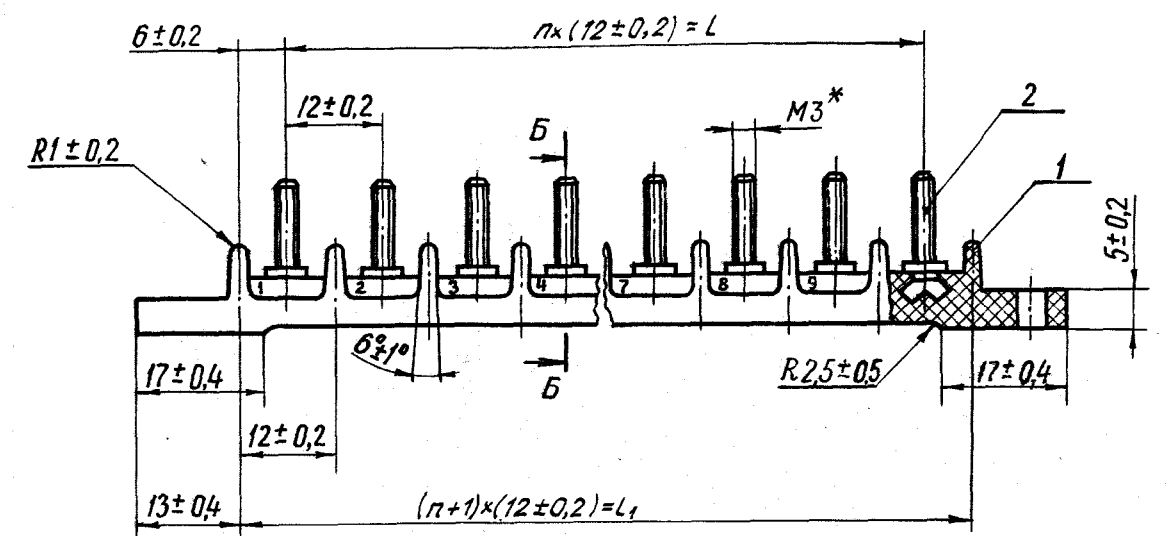 6±0,2
n×(12±0,2)=L
12±0,2
M3*
2
Б
R1±0,2
1
5±0,2
1 2 3 4 7 8 9
6°±1°
Б
R2,5±0,5
17±0,4
17±0,4
12±0,2
13±0,4
(n+1)×(12±0,2)=L₁